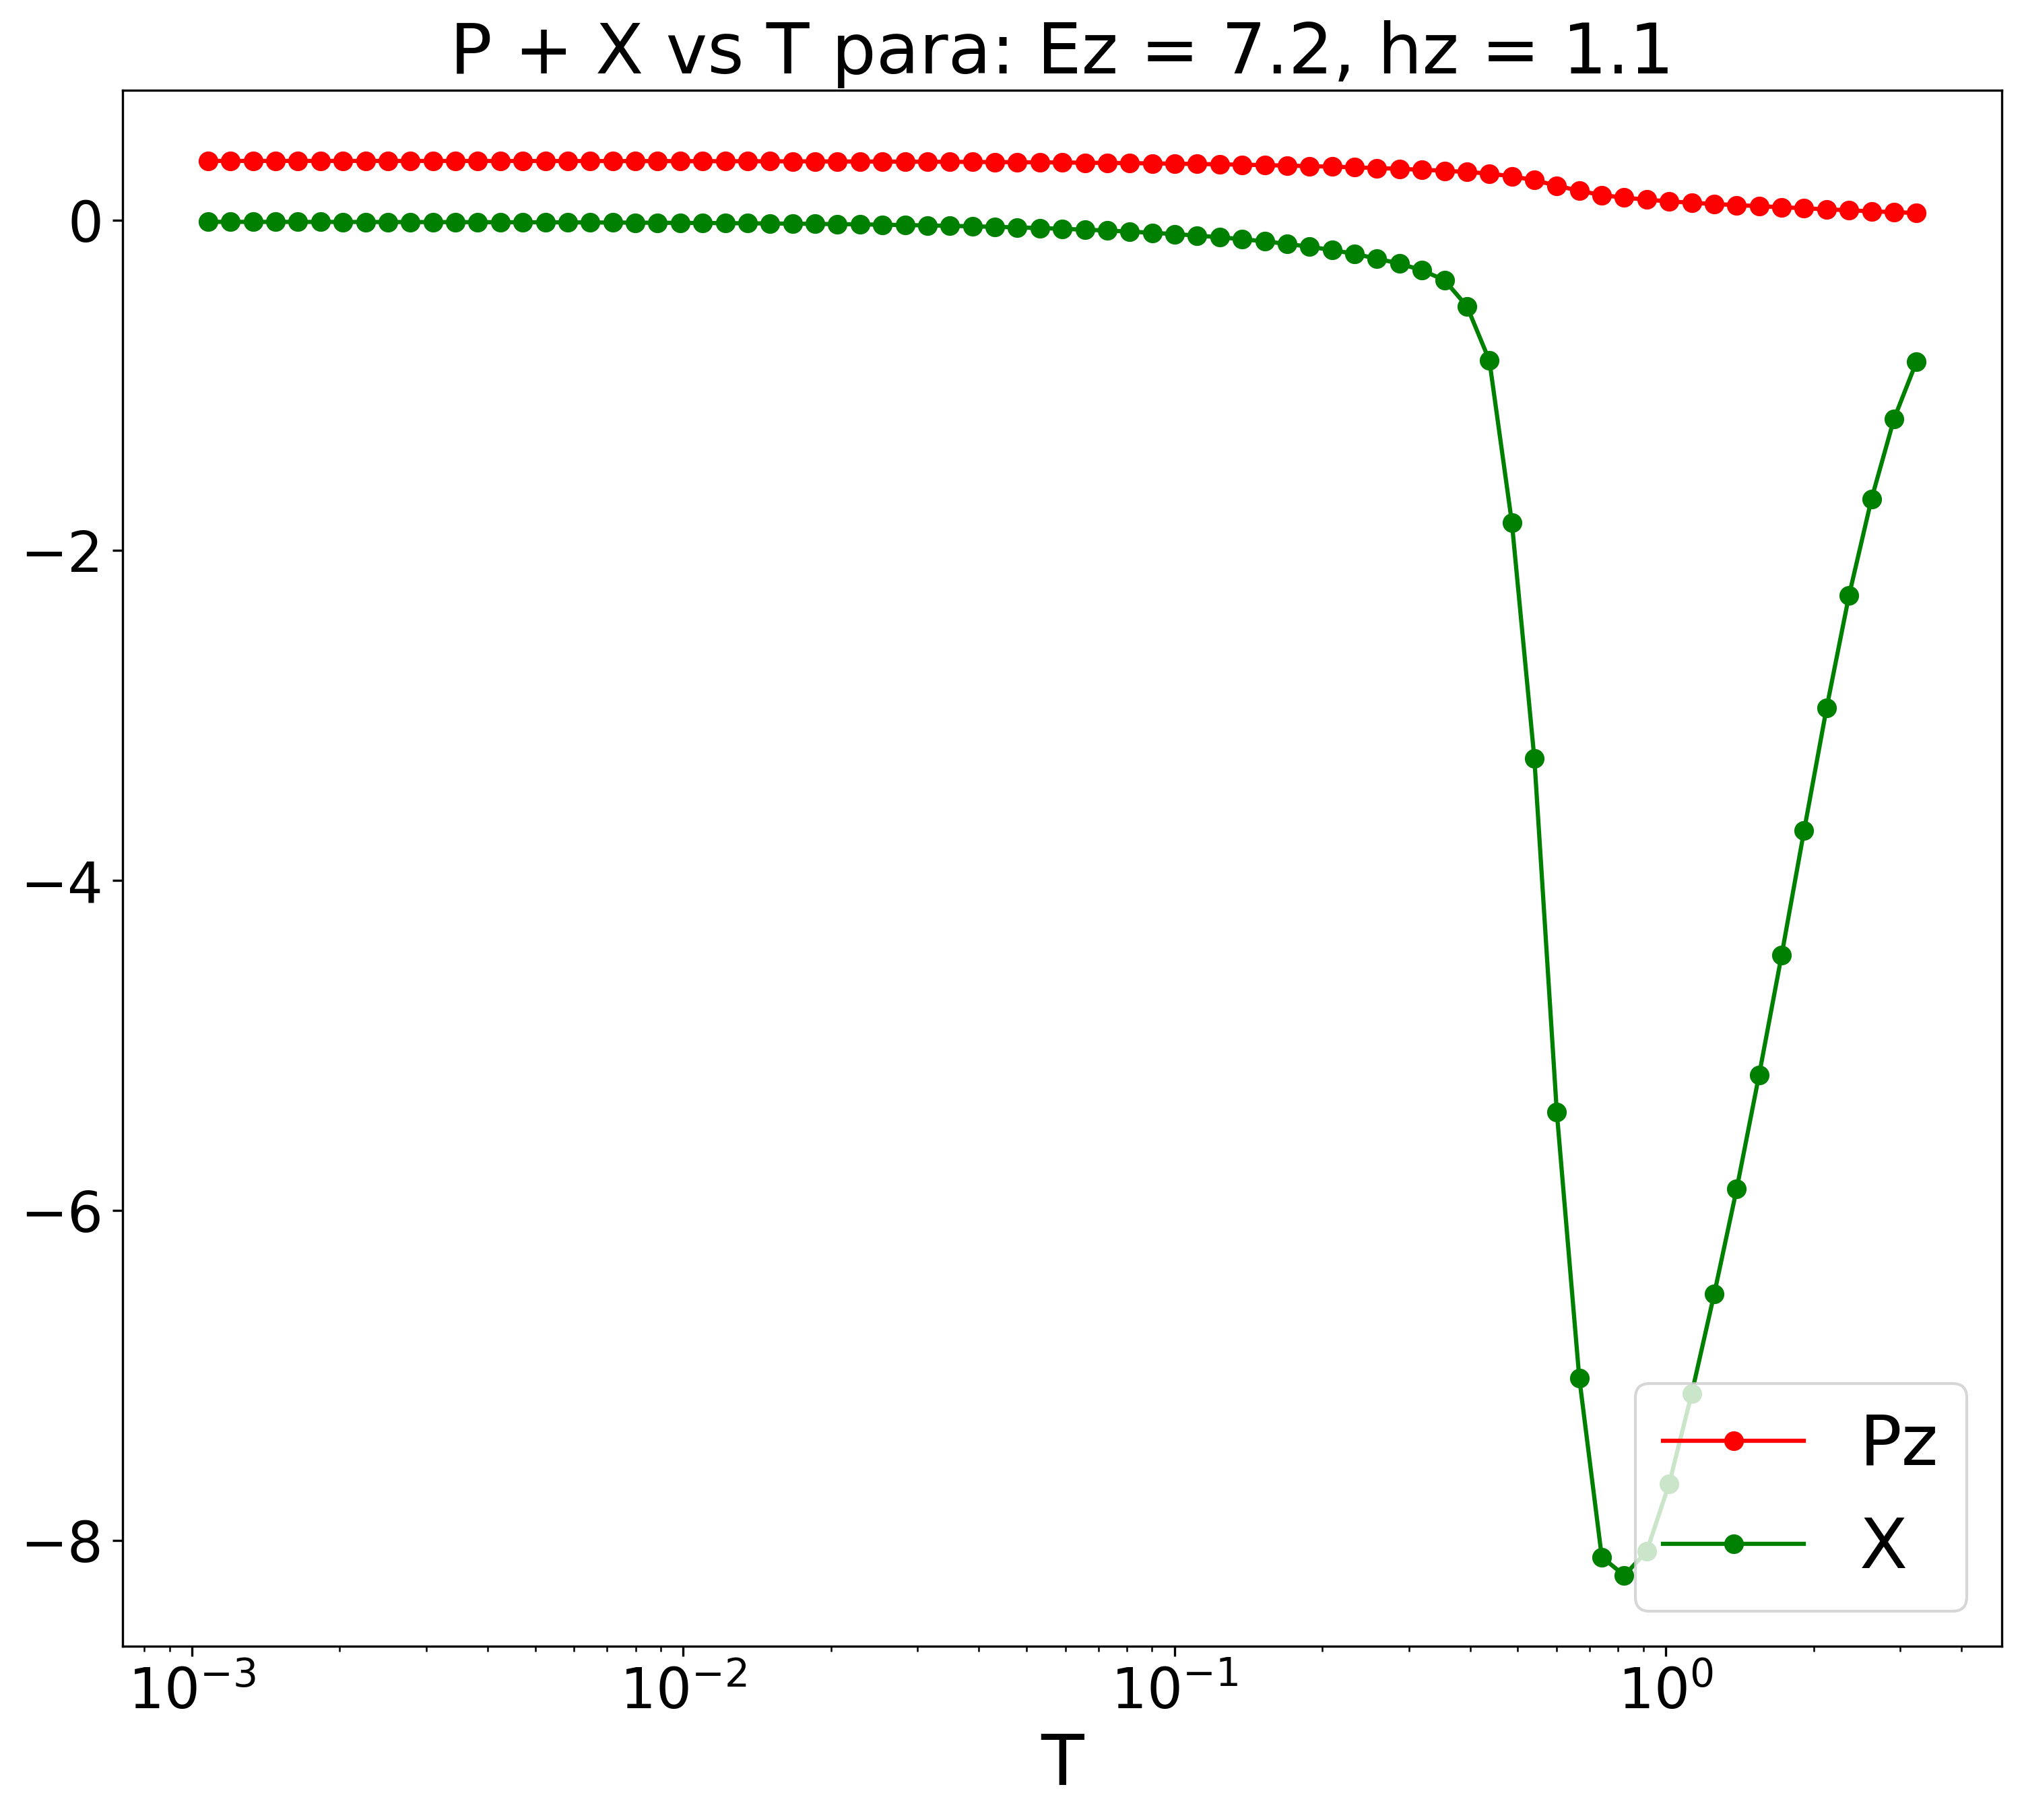 P + X vs T para: Ez = 7.2, hz = 1.1
0
−2
−4
−6
−8
Pz
X
10⁻³ 10⁻² 10⁻¹ 10⁰
T